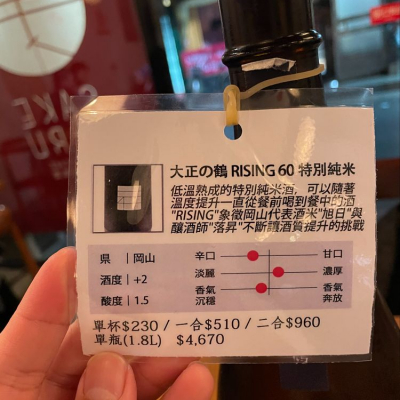 SAKE
RU
大正の鶴 RISING 60 特別純米
低溫熟成的特別純米酒，可以隨著
溫度提升一直從餐前喝到餐中的酒
"RISING"象徵岡山代表酒米"旭日"與
釀酒師"落昇"不斷讓酒質提升的挑戰
県｜岡山
酒度｜+2
酸度｜1.5
辛口 甘口
淡麗 濃厚
香氣 香氣
沉穩 奔放
單杯$230 / 一合$510 / 二合$960
單瓶(1.8L) $4,670